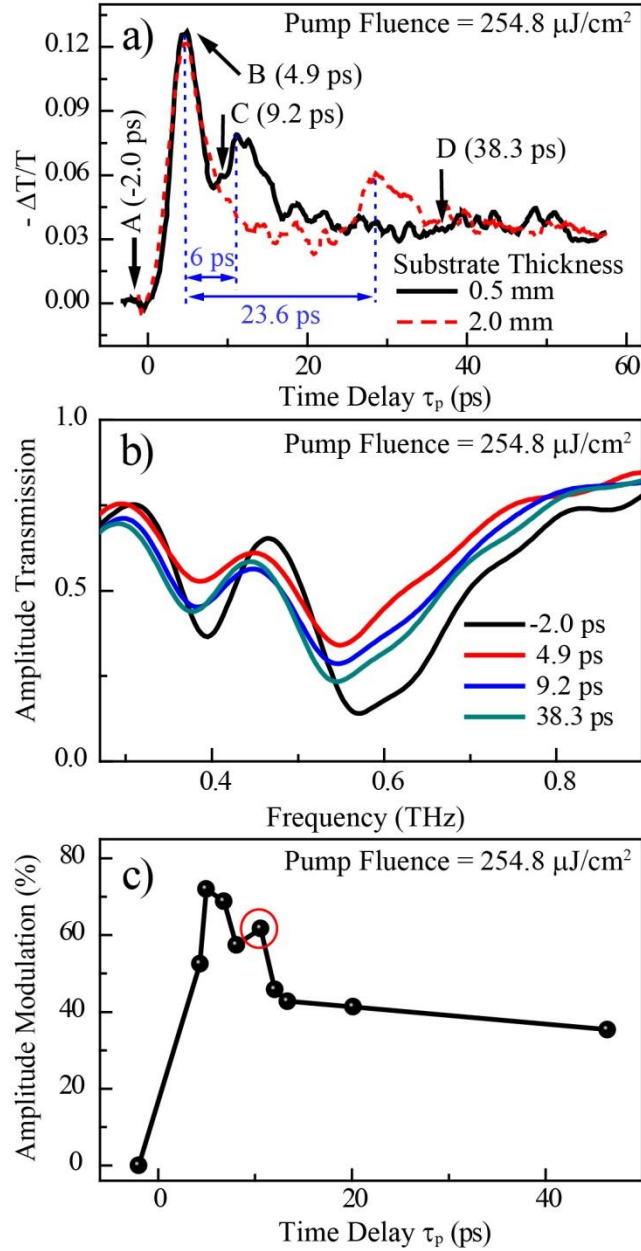 a)
Pump Fluence = 254.8 μJ/cm²
0.12
0.09
0.06
0.03
0.00
- ΔT/T
A (-2.0 ps)
B (4.9 ps)
C (9.2 ps)
D (38.3 ps)
6 ps
23.6 ps
Substrate Thickness
0.5 mm
2.0 mm
0 20 40 60
Time Delay τp (ps)
b)
Pump Fluence = 254.8 μJ/cm²
1.0
0.5
0.0
Amplitude Transmission
-2.0 ps
4.9 ps
9.2 ps
38.3 ps
0.4 0.6 0.8
Frequency (THz)
c)
Pump Fluence = 254.8 μJ/cm²
80
60
40
20
0
Amplitude Modulation (%)
0 20 40
Time Delay τp (ps)